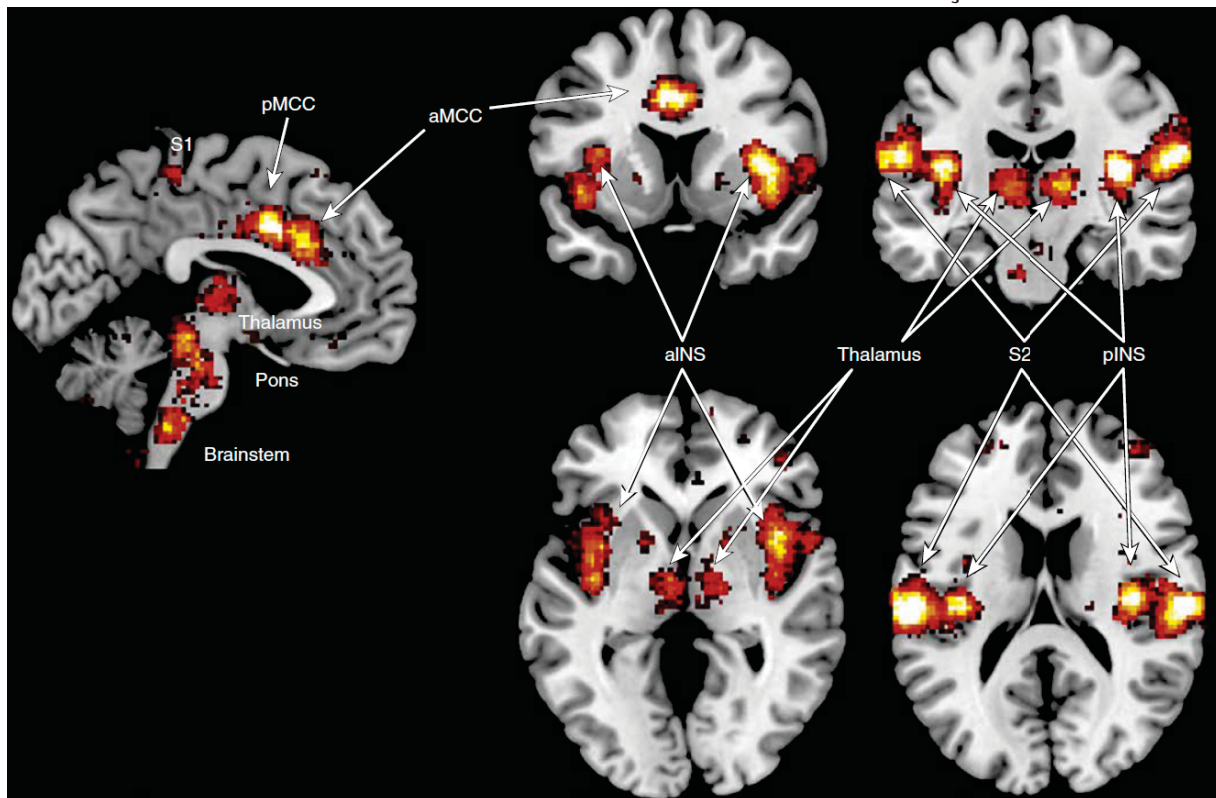 pMCC
aMCC
S1
Thalamus
Pons
Brainstem
aINS
Thalamus
S2
pINS